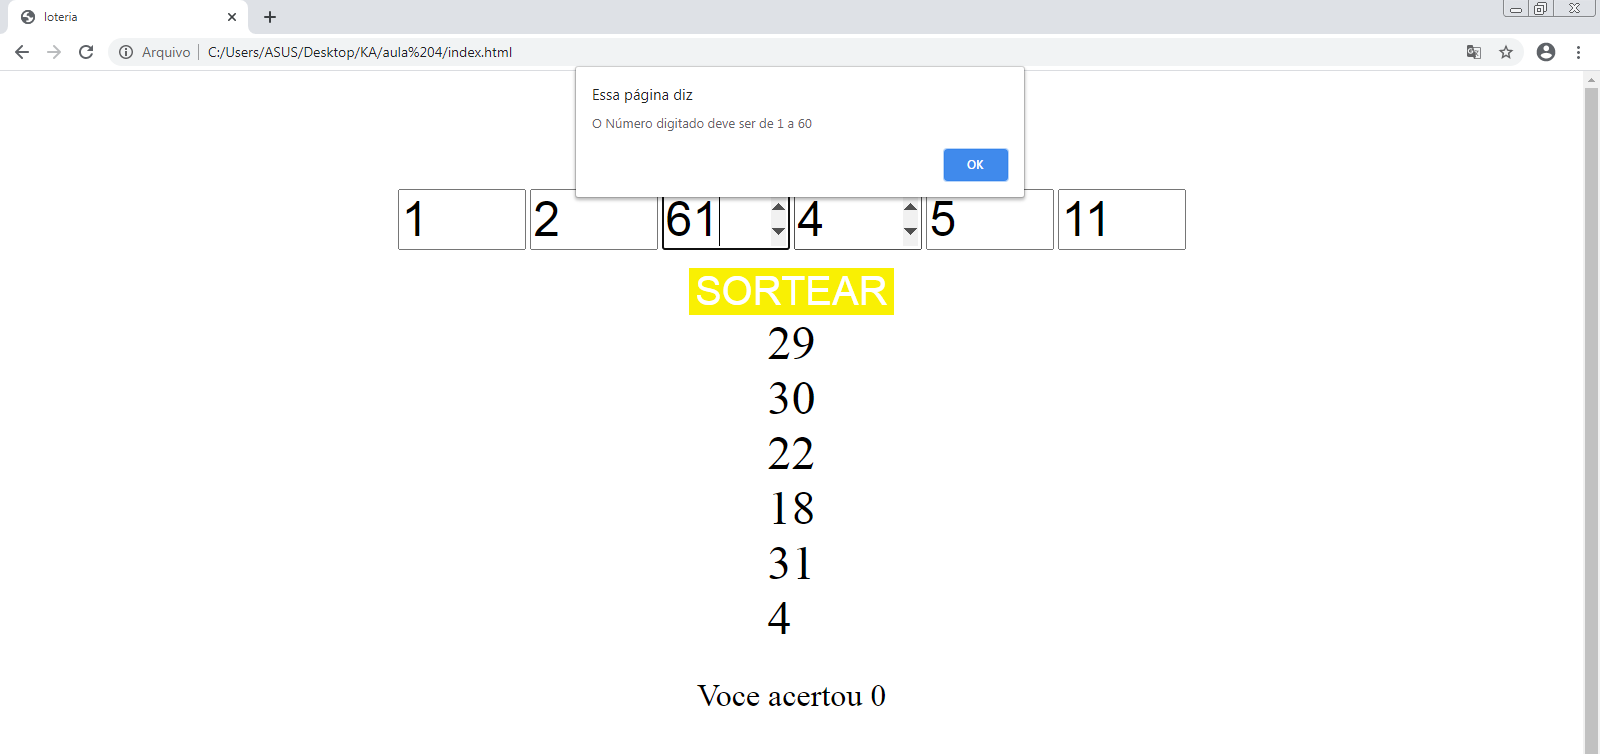 loteria
Arquivo C:/Users/ASUS/Desktop/KA/aula%204/index.html
Essa página diz
O Número digitado deve ser de 1 a 60
OK
1 2 61 4 5 11
SORTEAR
29
30
22
18
31
4
Voce acertou 0